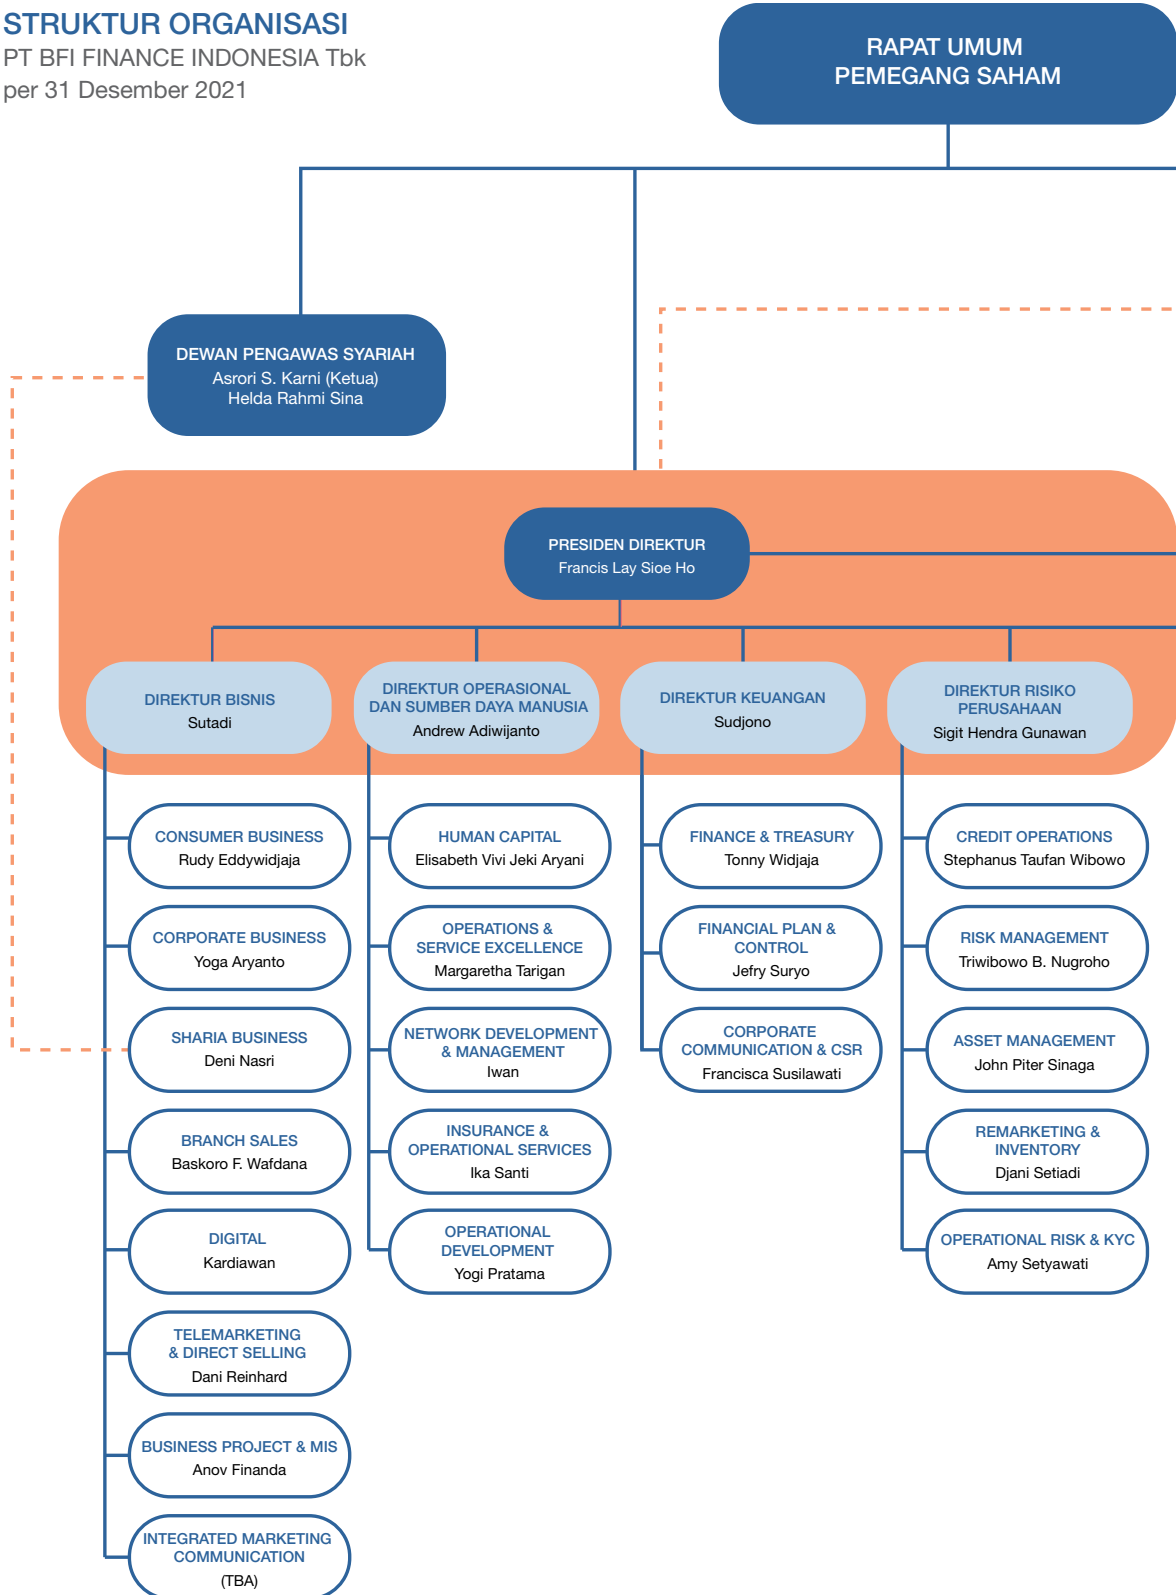 STRUKTUR ORGANISASI
PT BFI FINANCE INDONESIA Tbk
per 31 Desember 2021
RAPAT UMUM
PEMEGANG SAHAM
DEWAN PENGAWAS SYARIAH
Asrori S. Karni (Ketua)
Helda Rahmi Sina
PRESIDEN DIREKTUR
Francis Lay Sioe Ho
DIREKTUR BISNIS
Sutadi
DIREKTUR OPERASIONAL
DAN SUMBER DAYA MANUSIA
Andrew Adiwijanto
DIREKTUR KEUANGAN
Sudjono
DIREKTUR RISIKO
PERUSAHAAN
Sigit Hendra Gunawan
CONSUMER BUSINESS
Rudy Eddywidjaja
CORPORATE BUSINESS
Yoga Aryanto
SHARIA BUSINESS
Deni Nasri
BRANCH SALES
Baskoro F. Wafdana
DIGITAL
Kardiawan
TELEMARKETING
& DIRECT SELLING
Dani Reinhard
BUSINESS PROJECT & MIS
Anov Finanda
INTEGRATED MARKETING
COMMUNICATION
(TBA)
HUMAN CAPITAL
Elisabeth Vivi Jeki Aryani
OPERATIONS &
SERVICE EXCELLENCE
Margaretha Tarigan
NETWORK DEVELOPMENT
& MANAGEMENT
Iwan
INSURANCE &
OPERATIONAL SERVICES
Ika Santi
OPERATIONAL
DEVELOPMENT
Yogi Pratama
FINANCE & TREASURY
Tonny Widjaja
FINANCIAL PLAN &
CONTROL
Jefry Suryo
CORPORATE
COMMUNICATION & CSR
Francisca Susilawati
CREDIT OPERATIONS
Stephanus Taufan Wibowo
RISK MANAGEMENT
Triwibowo B. Nugroho
ASSET MANAGEMENT
John Piter Sinaga
REMARKETING &
INVENTORY
Djani Setiadi
OPERATIONAL RISK & KYC
Amy Setyawati